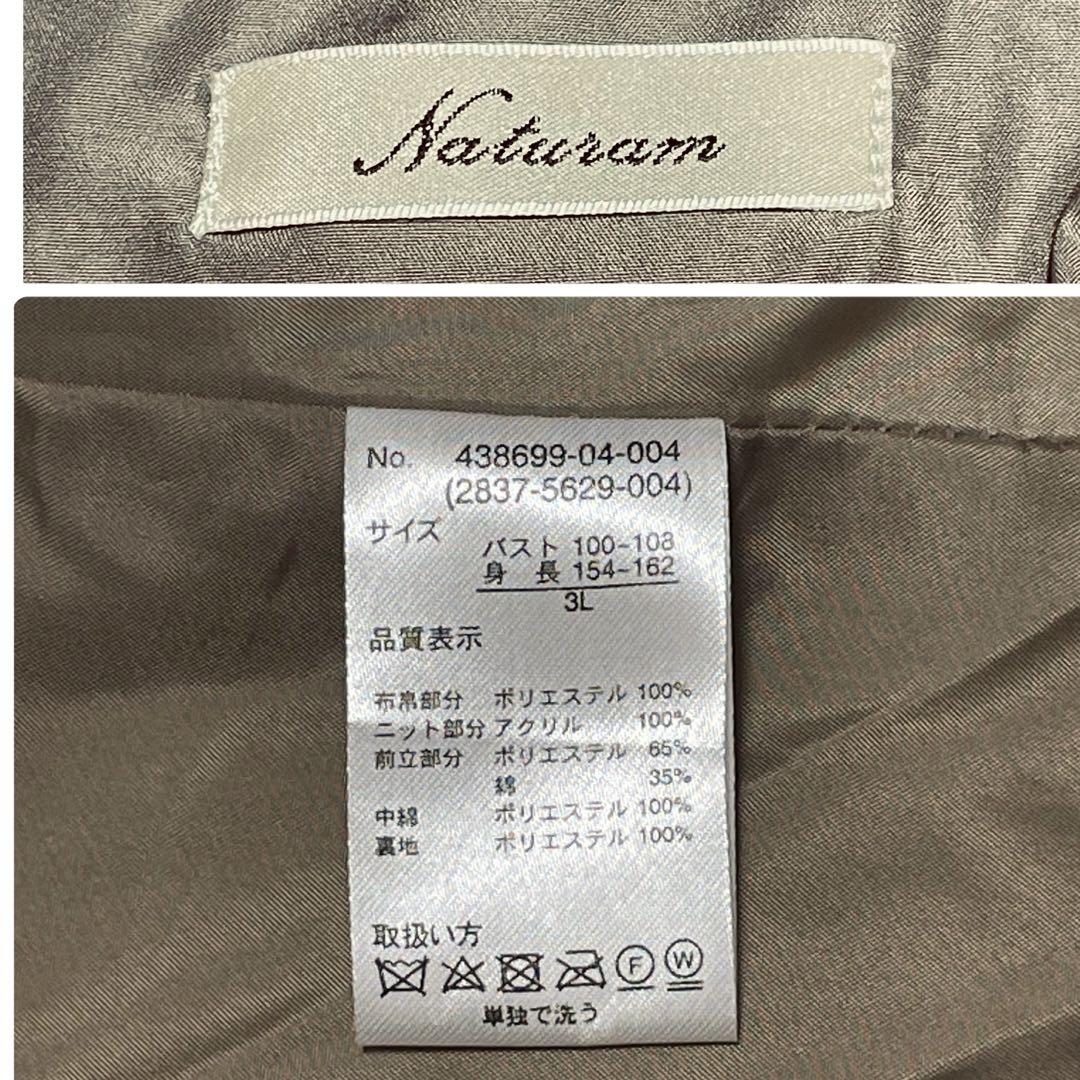 Naturam
No. 438699-04-004
(2837-5629-004)
サイズ
バスト 100~108
身 長 154~162
3L
品質表示
布帛部分 ポリエステル 100%
ニット部分 アクリル 100%
前立部分 ポリエステル 65%
綿 35%
中綿 ポリエステル 100%
裏地 ポリエステル 100%
取扱い方
F W
単独で洗う